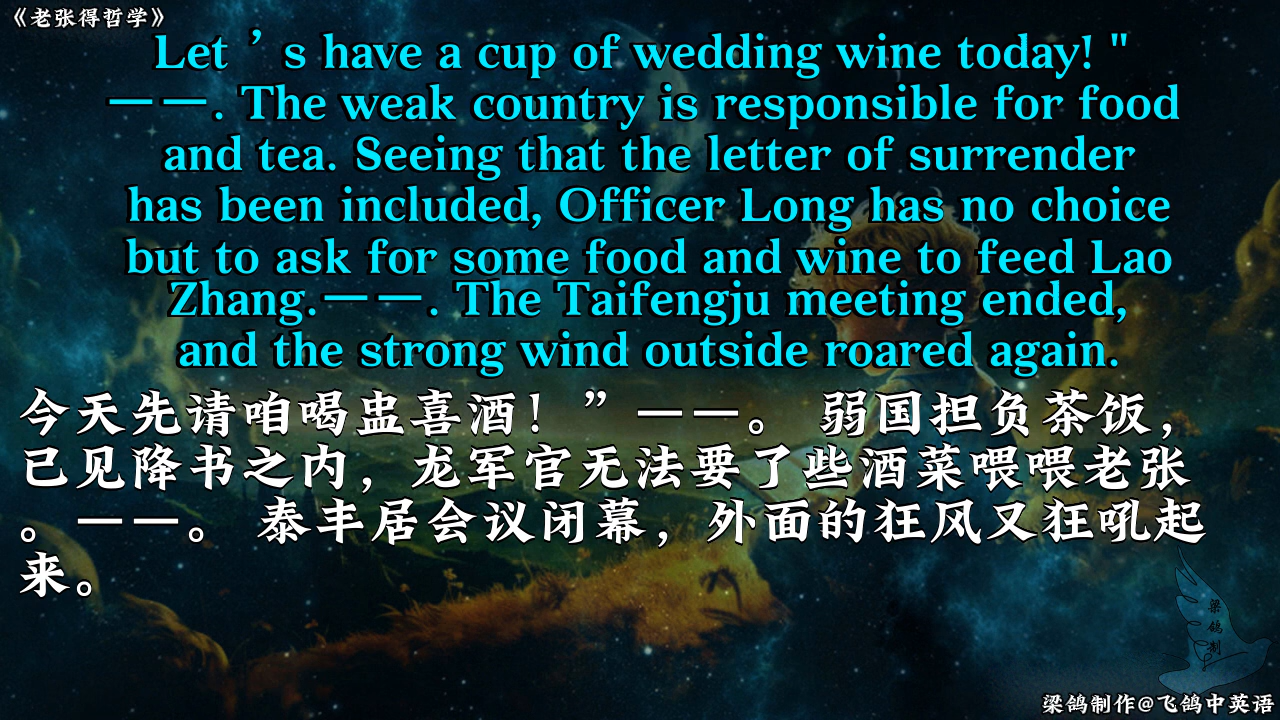 《老张得哲学》
Let ’ s have a cup of wedding wine today! "
——. The weak country is responsible for food
and tea. Seeing that the letter of surrender
has been included, Officer Long has no choice
but to ask for some food and wine to feed Lao
Zhang.——. The Taifengju meeting ended,
and the strong wind outside roared again.
今天先请咱喝盅喜酒！”——。 弱国担负茶饭，
已见降书之内，龙军官无法要了些酒菜喂喂老张
。——。 泰丰居会议闭幕，外面的狂风又狂吼起
来。
梁鸽制
梁鸽制作@飞鸽中英语